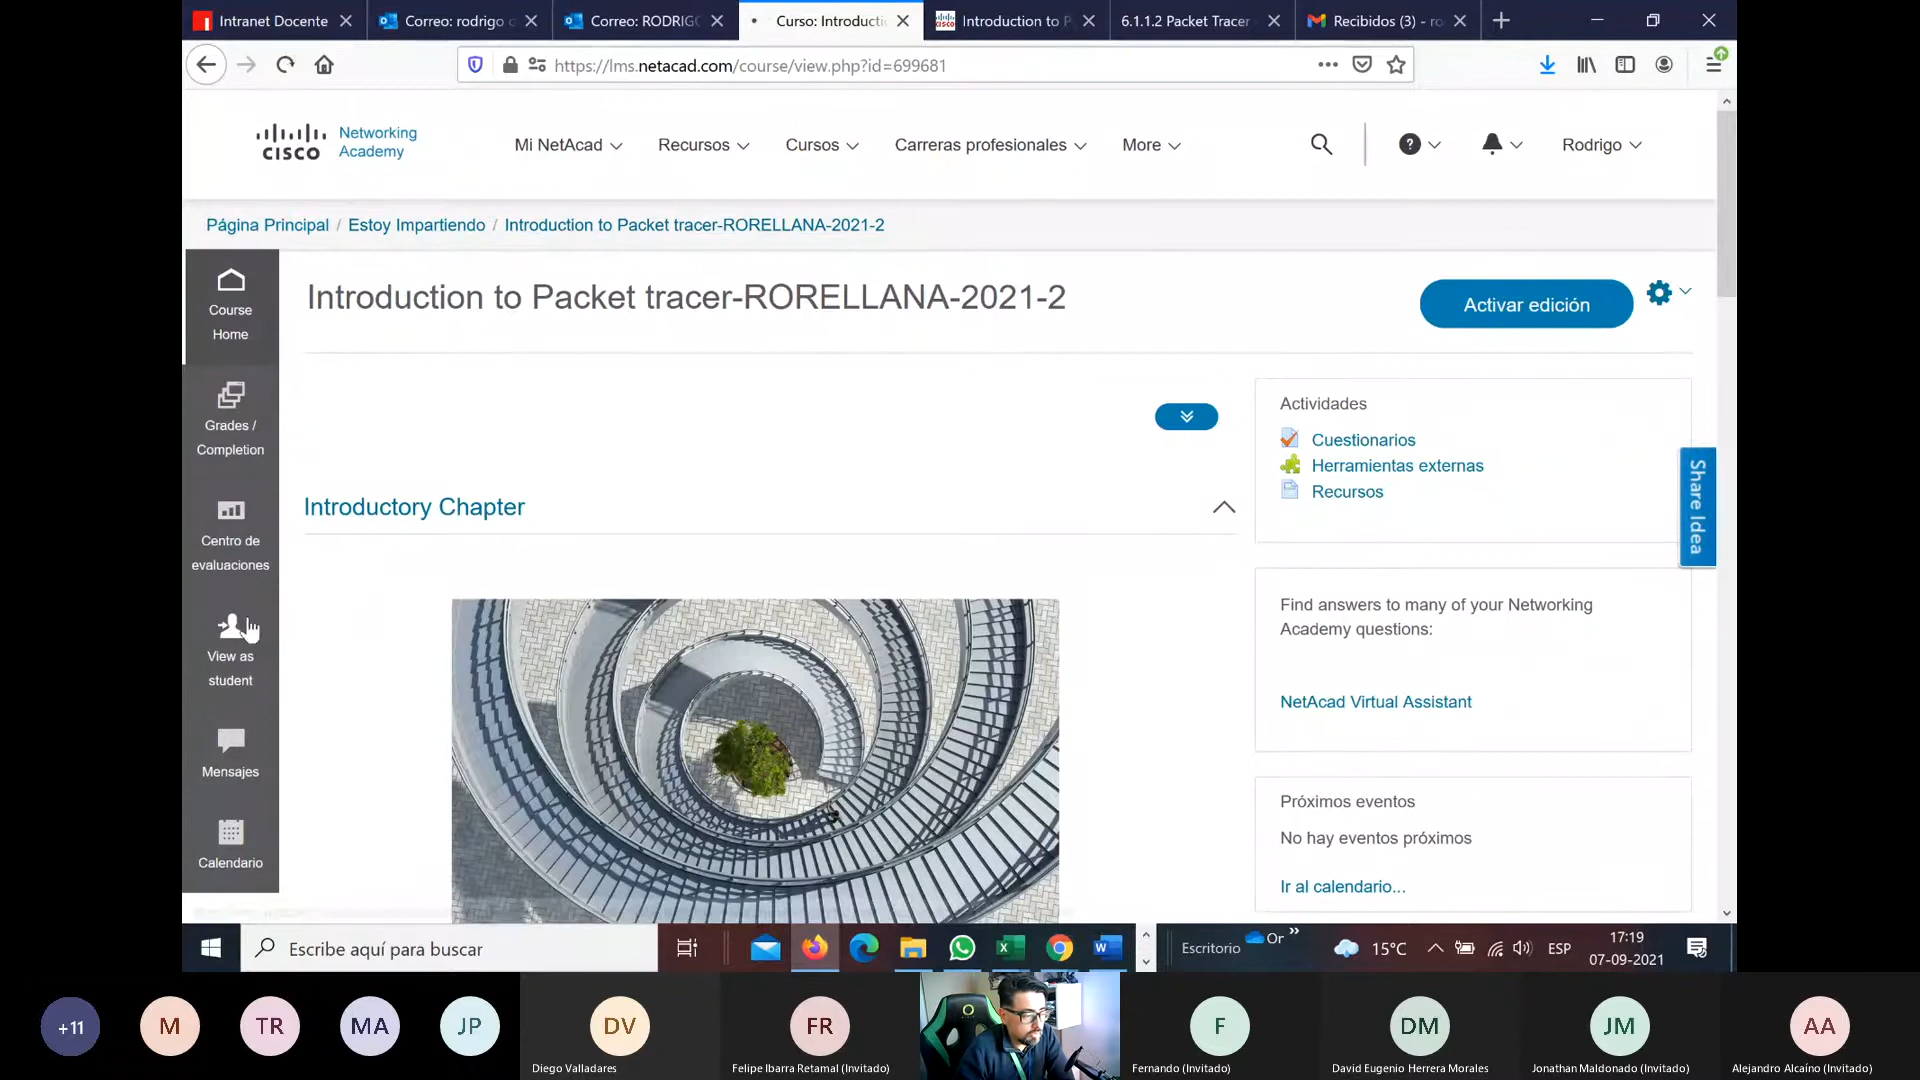 Intranet Docente
Correo: rodrigo
Correo: RODRIG
Curso: Introducti
Introduction to P
6.1.1.2 Packet Tracer
Recibidos (3) - ro
https://lms.netacad.com/course/view.php?id=699681
CISCO
Networking
Academy
Mi NetAcad
Recursos
Cursos
Carreras profesionales
More
Rodrigo
Página Principal / Estoy Impartiendo / Introduction to Packet tracer-RORELLANA-2021-2
Course
Home
Grades /
Completion
Centro de
evaluaciones
View as
student
Mensajes
Calendario
Introduction to Packet tracer-RORELLANA-2021-2
Activar edición
Introductory Chapter
Actividades
Cuestionarios
Herramientas externas
Recursos
Share Idea
Find answers to many of your Networking
Academy questions:
NetAcad Virtual Assistant
Próximos eventos
No hay eventos próximos
Ir al calendario...
Escribe aquí para buscar
Escritorio
Or
15°C
ESP
17:19
07-09-2021
+11
M
TR
MA
JP
DV
Diego Valladares
FR
Felipe Ibarra Retamal (Invitado)
F
Fernando (Invitado)
DM
David Eugenio Herrera Morales
JM
Jonathan Maldonado (Invitado)
AA
Alejandro Alcaíno (Invitado)